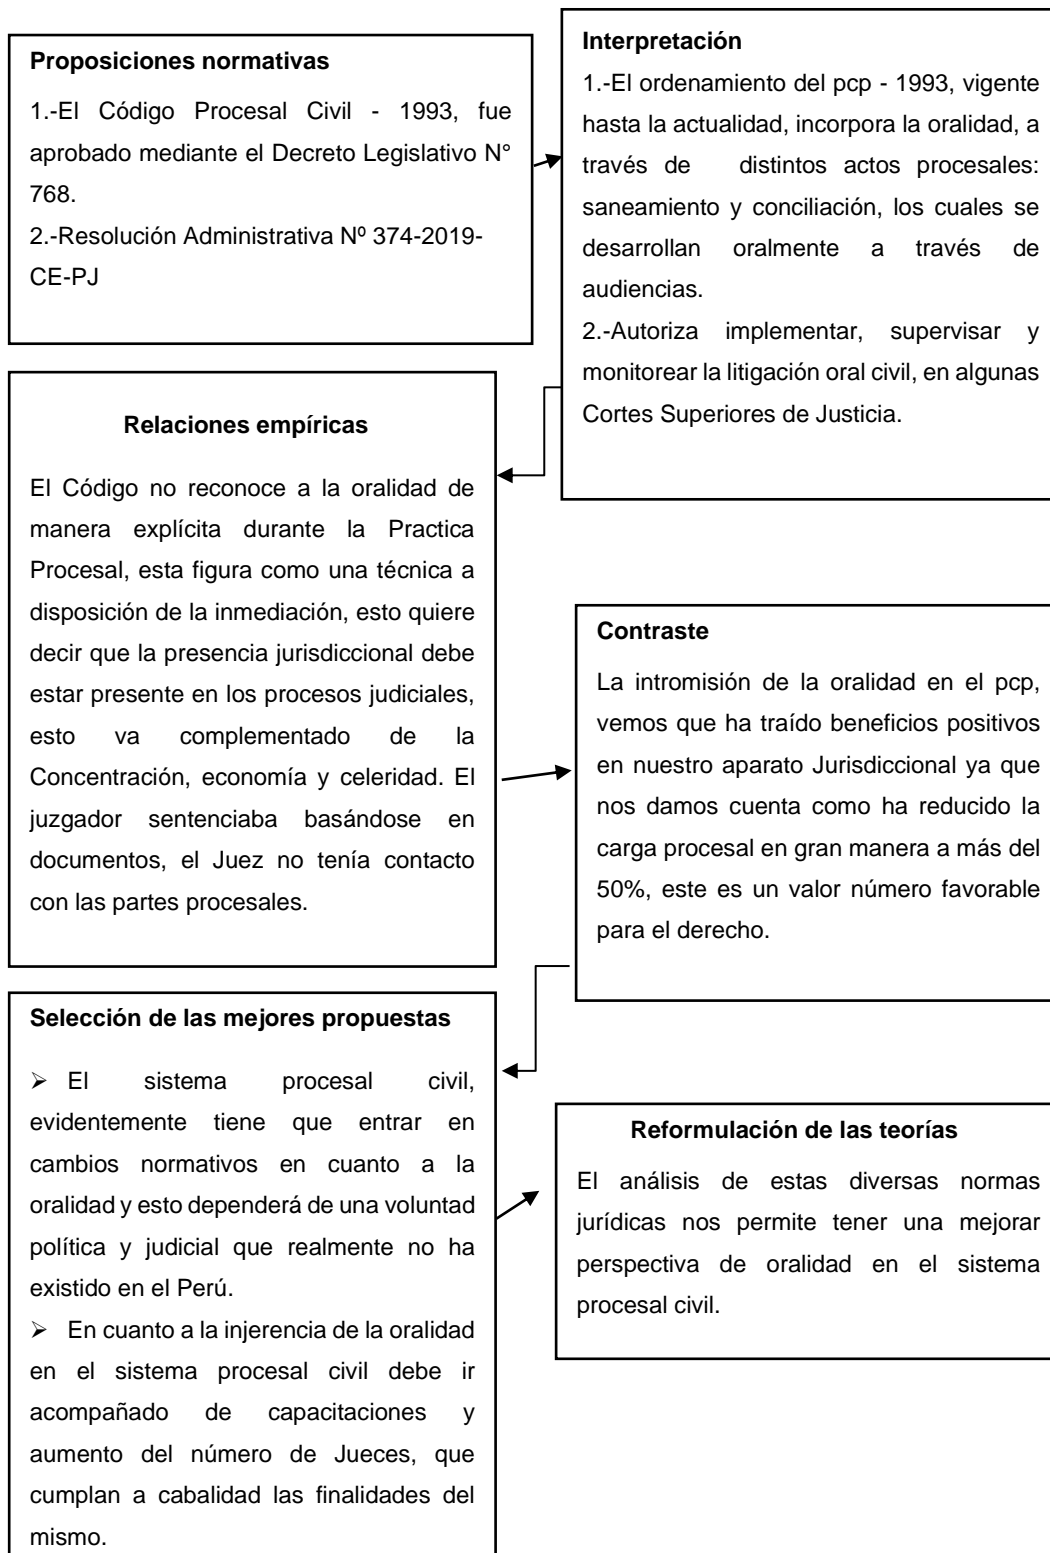 Proposiciones normativas
1.-El Código Procesal Civil - 1993, fue
aprobado mediante el Decreto Legislativo N°
768.
2.-Resolución Administrativa Nº 374-2019-
CE-PJ
Interpretación
1.-El ordenamiento del pcp - 1993, vigente
hasta la actualidad, incorpora la oralidad, a
través de distintos actos procesales:
saneamiento y conciliación, los cuales se
desarrollan oralmente a través de
audiencias.
2.-Autoriza implementar, supervisar y
monitorear la litigación oral civil, en algunas
Cortes Superiores de Justicia.
Relaciones empíricas
El Código no reconoce a la oralidad de
manera explícita durante la Practica
Procesal, esta figura como una técnica a
disposición de la inmediación, esto quiere
decir que la presencia jurisdiccional debe
estar presente en los procesos judiciales,
esto va complementado de la
Concentración, economía y celeridad. El
juzgador sentenciaba basándose en
documentos, el Juez no tenía contacto
con las partes procesales.
Contraste
La intromisión de la oralidad en el pcp,
vemos que ha traído beneficios positivos
en nuestro aparato Jurisdiccional ya que
nos damos cuenta como ha reducido la
carga procesal en gran manera a más del
50%, este es un valor número favorable
para el derecho.
Selección de las mejores propuestas
➢ El sistema procesal civil,
evidentemente tiene que entrar en
cambios normativos en cuanto a la
oralidad y esto dependerá de una voluntad
política y judicial que realmente no ha
existido en el Perú.
➢ En cuanto a la injerencia de la oralidad
en el sistema procesal civil debe ir
acompañado de capacitaciones y
aumento del número de Jueces, que
cumplan a cabalidad las finalidades del
mismo.
Reformulación de las teorías
El análisis de estas diversas normas
jurídicas nos permite tener una mejorar
perspectiva de oralidad en el sistema
procesal civil.